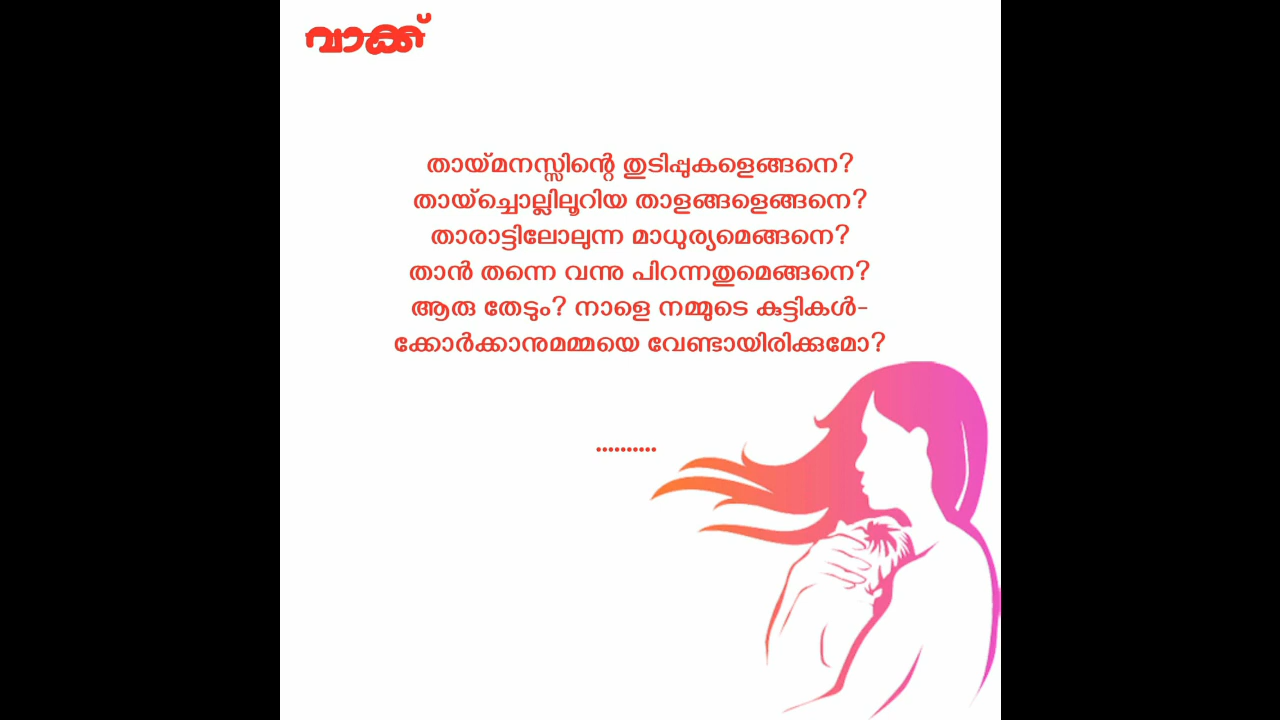 വാക്ക്
തായ്മനസ്സിന്റെ തുടിപ്പുകളെങ്ങനെ?
തായ്ച്ചൊല്ലിലൂറിയ താളങ്ങളെങ്ങനെ?
താരാട്ടിലോലുന്ന മാധുര്യമെങ്ങനെ?
താൻ തന്നെ വന്നു പിറന്നതുമെങ്ങനെ?
ആരു തേടും? നാളെ നമ്മുടെ കുട്ടികൾ-
ക്കോർക്കാനുമമ്മയെ വേണ്ടായിരിക്കുമോ?
..........